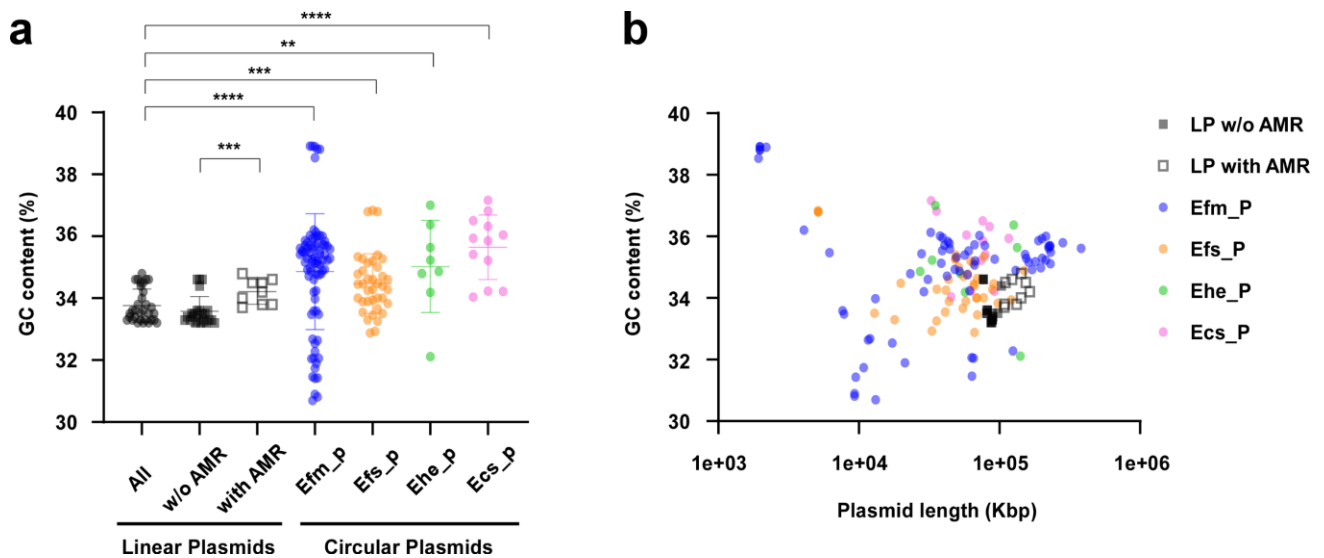 a
****
**
***
****
***
GC content (%)
40
38
36
34
32
30
All
w/o AMR
with AMR
Efm_p
Efs_p
Ehe_p
Ecs_p
Linear Plasmids
Circular Plasmids
b
GC content (%)
40
38
36
34
32
30
1e+03
1e+04
1e+05
1e+06
Plasmid length (Kbp)
LP w/o AMR
LP with AMR
Efm_P
Efs_P
Ehe_P
Ecs_P